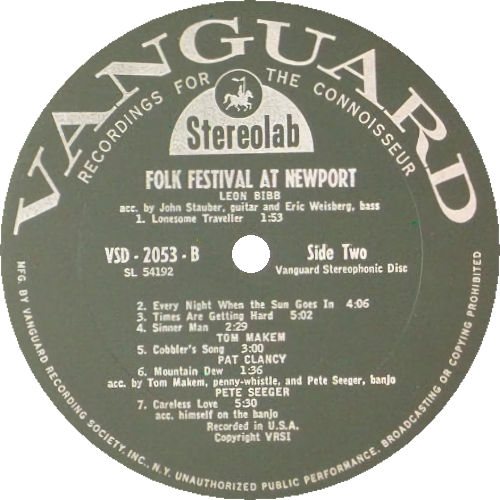 VANGUARD
RECORDINGS FOR THE CONNOISSEUR
Stereolab
FOLK FESTIVAL AT NEWPORT
LEON BIBB
acc. by John Stauber, guitar and Eric Weisberg, bass
1. Lonesome Traveller 1:53
VSD - 2053 - B
SL 54192
Side Two
Vanguard Stereophonic Disc
2. Every Night When the Sun Goes In 4:06
3. Times Are Getting Hard 5:02
4. Sinner Man 2:29
TOM MAKEM
5. Cobbler's Song 3:00
PAT CLANCY
6. Mountain Dew 1:36
acc. by Tom Makem, penny-whistle, and Pete Seeger, banjo
PETE SEEGER
7. Careless Love 5:30
acc. himself on the banjo
Recorded in U.S.A.
Copyright VRSI
MFG. BY VANGUARD RECORDING SOCIETY, INC., N.Y. UNAUTHORIZED PUBLIC PERFORMANCE, BROADCASTING OR COPYING PROHIBITED